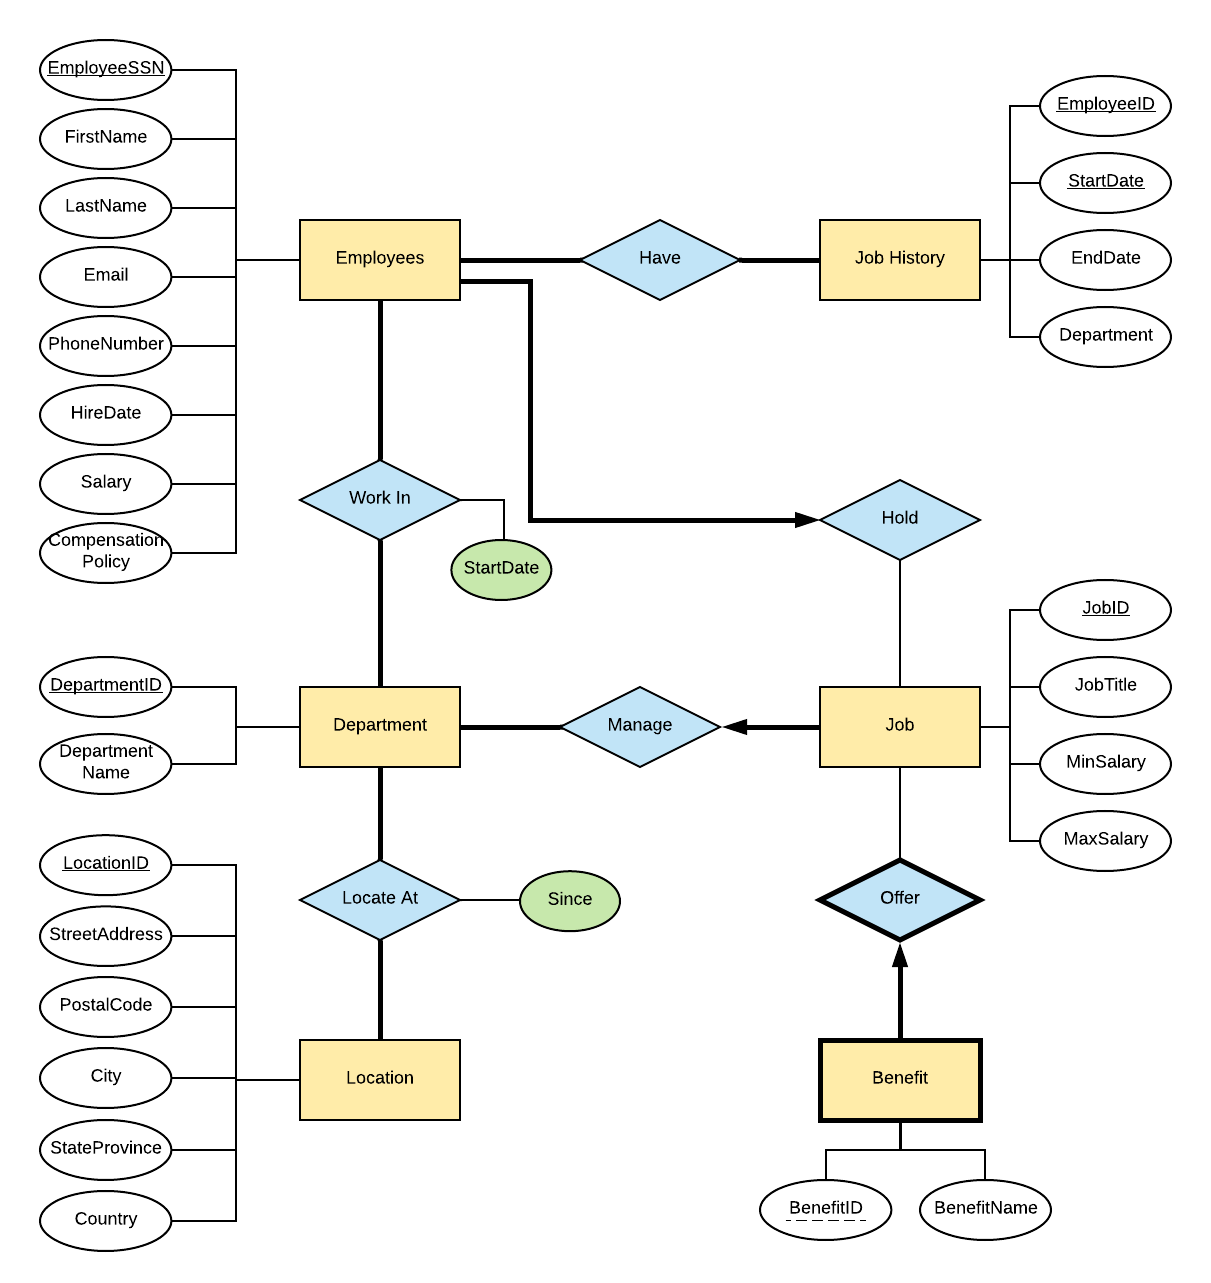 EmployeeSSN
FirstName
LastName
Email
PhoneNumber
HireDate
Salary
Compensation
Policy
Employees
Have
Job History
EmployeeID
StartDate
EndDate
Department
Work In
StartDate
Hold
DepartmentID
Department
Name
Department
Manage
Job
JobID
JobTitle
MinSalary
MaxSalary
LocationID
StreetAddress
PostalCode
City
StateProvince
Country
Locate At
Since
Offer
Location
Benefit
BenefitID
BenefitName